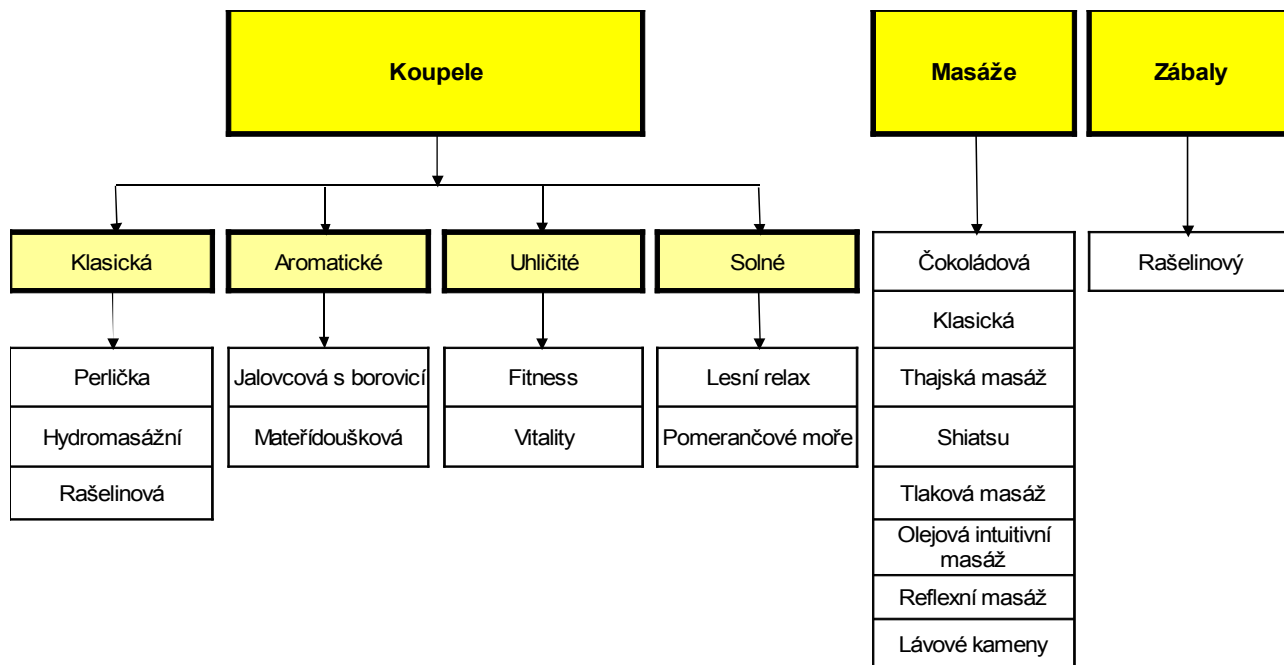 Koupele
Masáže
Zábaly
Klasická
Aromatické
Uhličité
Solné
Čokoládová
Rašelinový
Klasická
Perlička
Jalovcová s borovicí
Fitness
Lesní relax
Thajská masáž
Hydromasážní
Mateřídoušková
Vitality
Pomerančové moře
Shiatsu
Rašelinová
Tlaková masáž
Olejová intuitivní
masáž
Reflexní masáž
Lávové kameny